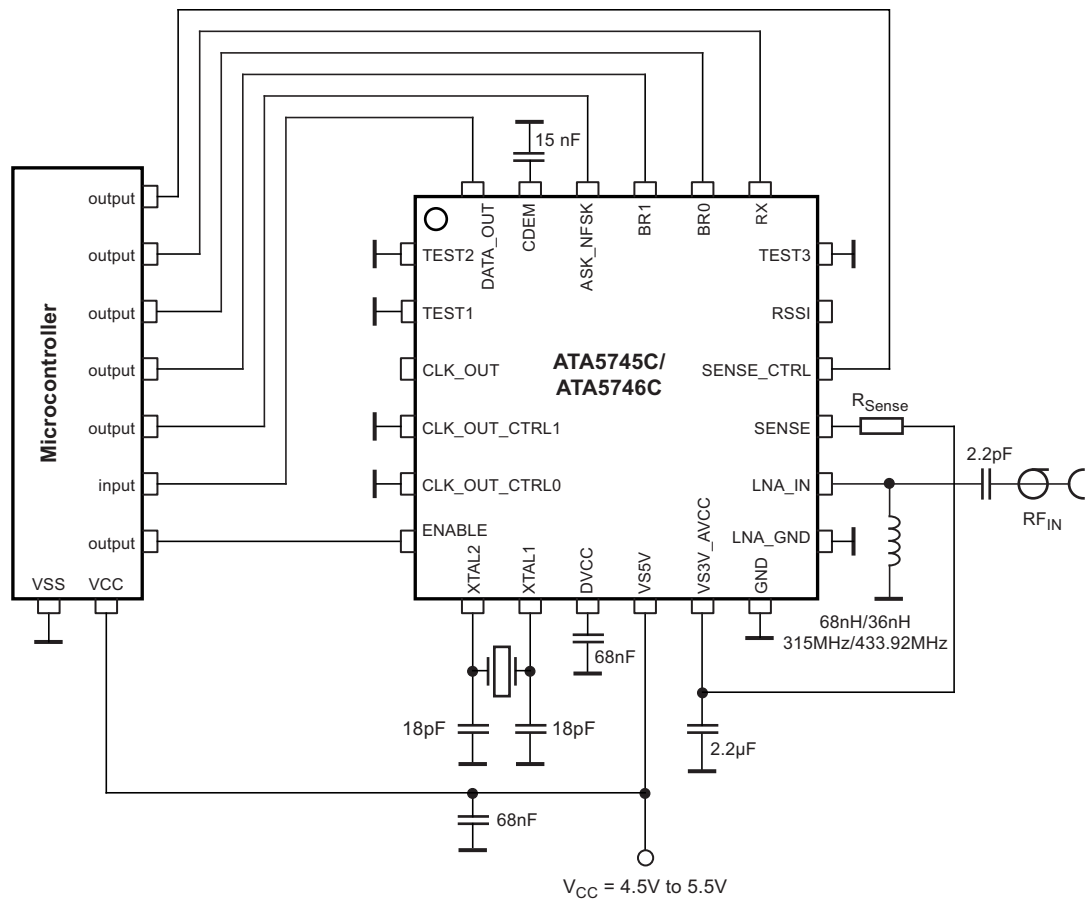 15 nF
output
output
output
output
output
input
output
Microcontroller
VSS
VCC
DATA_OUT
CDEM
ASK_NFSK
BR1
BR0
RX
TEST2
TEST1
CLK_OUT
CLK_OUT_CTRL1
CLK_OUT_CTRL0
ENABLE
ATA5745C/
ATA5746C
TEST3
RSSI
SENSE_CTRL
SENSE
LNA_IN
LNA_GND
XTAL2
XTAL1
DVCC
VS5V
VS3V_AVCC
GND
RSense
2.2pF
RFIN
68nH/36nH
315MHz/433.92MHz
68nF
18pF
18pF
2.2µF
68nF
VCC = 4.5V to 5.5V